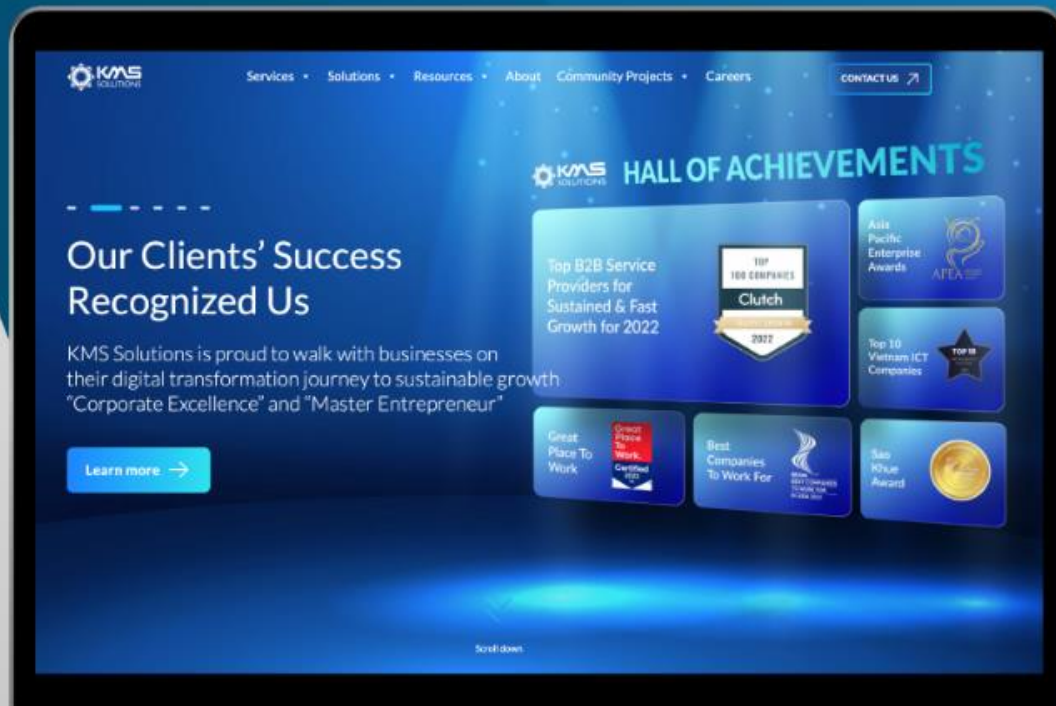 KMS
SOLUTIONS
Services
Solutions
Resources
About
Community Projects
Careers
CONTACT US
KMS
SOLUTIONS
HALL OF ACHIEVEMENTS
Our Clients’ Success
Recognized Us
KMS Solutions is proud to walk with businesses on
their digital transformation journey to sustainable growth
“Corporate Excellence” and “Master Entrepreneur”
Learn more
Top B2B Service
Providers for
Sustained & Fast
Growth for 2022
TOP
100 COMPANIES
Clutch
2022
Asia
Pacific
Enterprise
Awards
APEA
Top 10
Vietnam ICT
Companies
TOP 10
Great
Place To
Work
Great
Place
To
Work.
Certified
Best
Companies
To Work For
Sao
Khue
Award
Scroll down